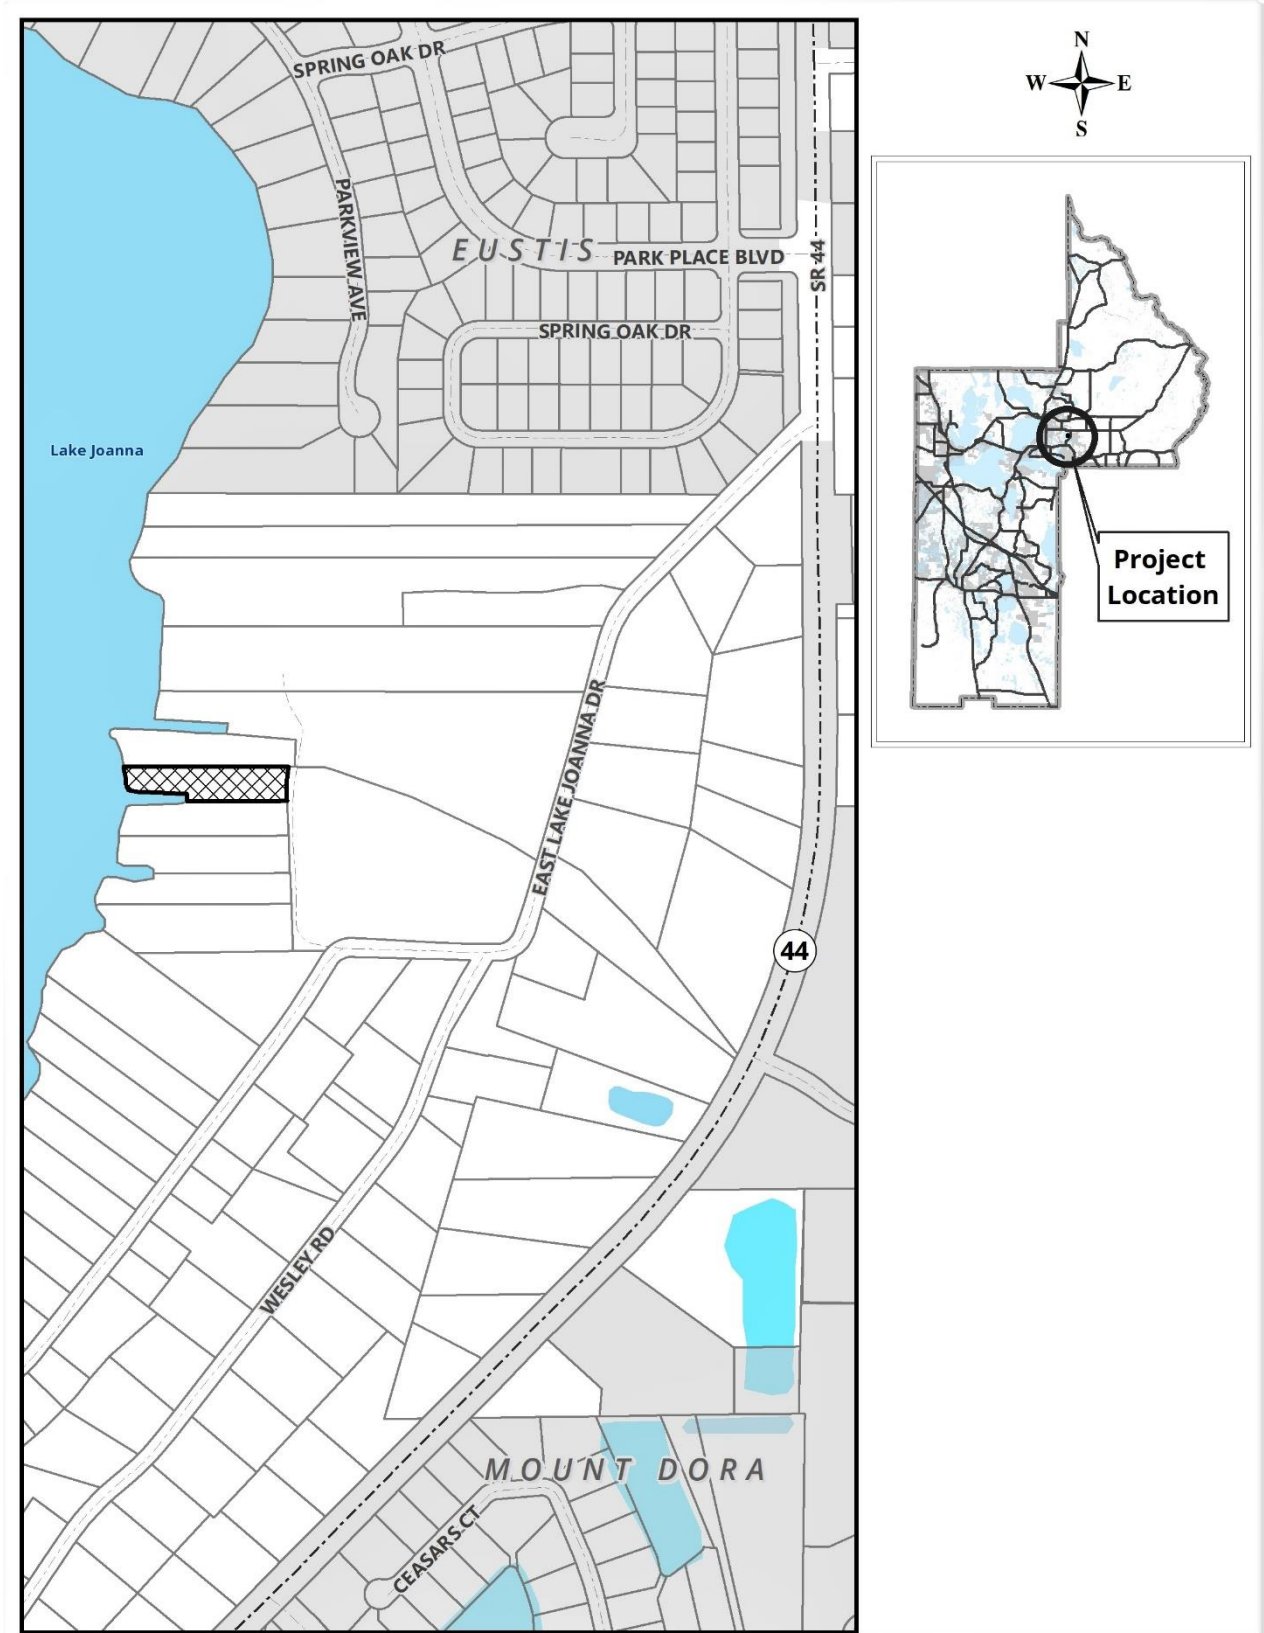 SPRING OAK DR
N
W E
S
PARKVIEW AVE
EUSTIS
PARK PLACE BLVD
SR 44
SPRING OAK DR
Lake Joanna
Project
Location
EAST LAKE JOANNA DR
44
WESLEY RD
MOUNT DORA
CEASARS CT